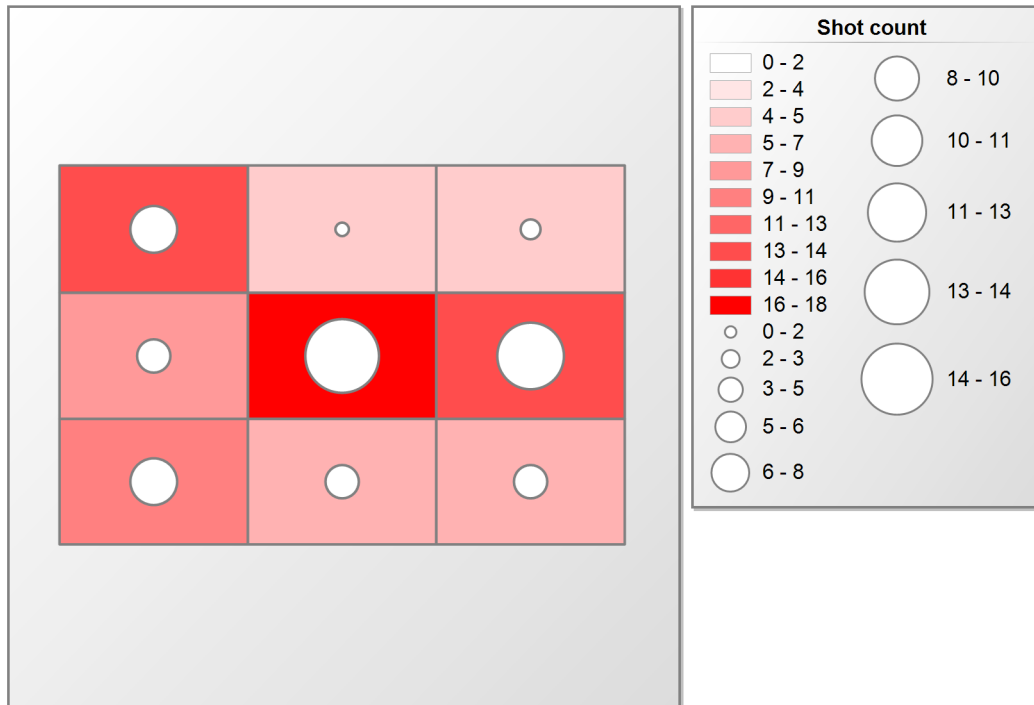 Shot count
0 - 2
2 - 4
4 - 5
5 - 7
7 - 9
9 - 11
11 - 13
13 - 14
14 - 16
16 - 18
0 - 2
2 - 3
3 - 5
5 - 6
6 - 8
8 - 10
10 - 11
11 - 13
13 - 14
14 - 16